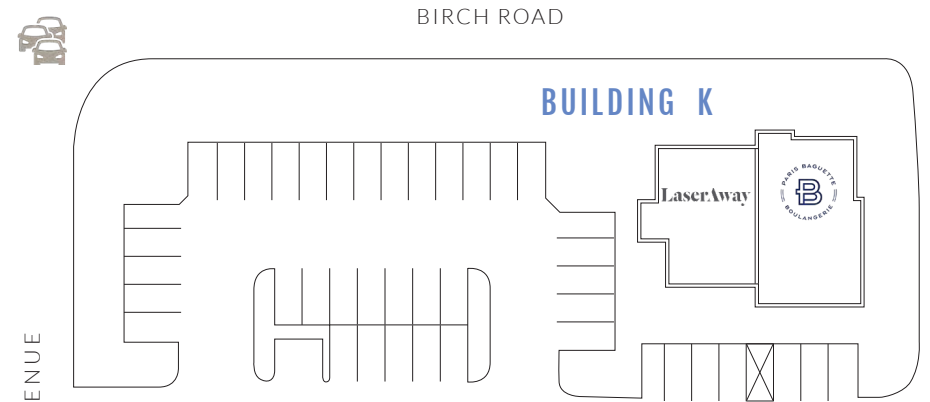 BIRCH ROAD
BUILDING K
LaserAway
PARIS BAGUETTE
B
BOULANGERIE
ENUE